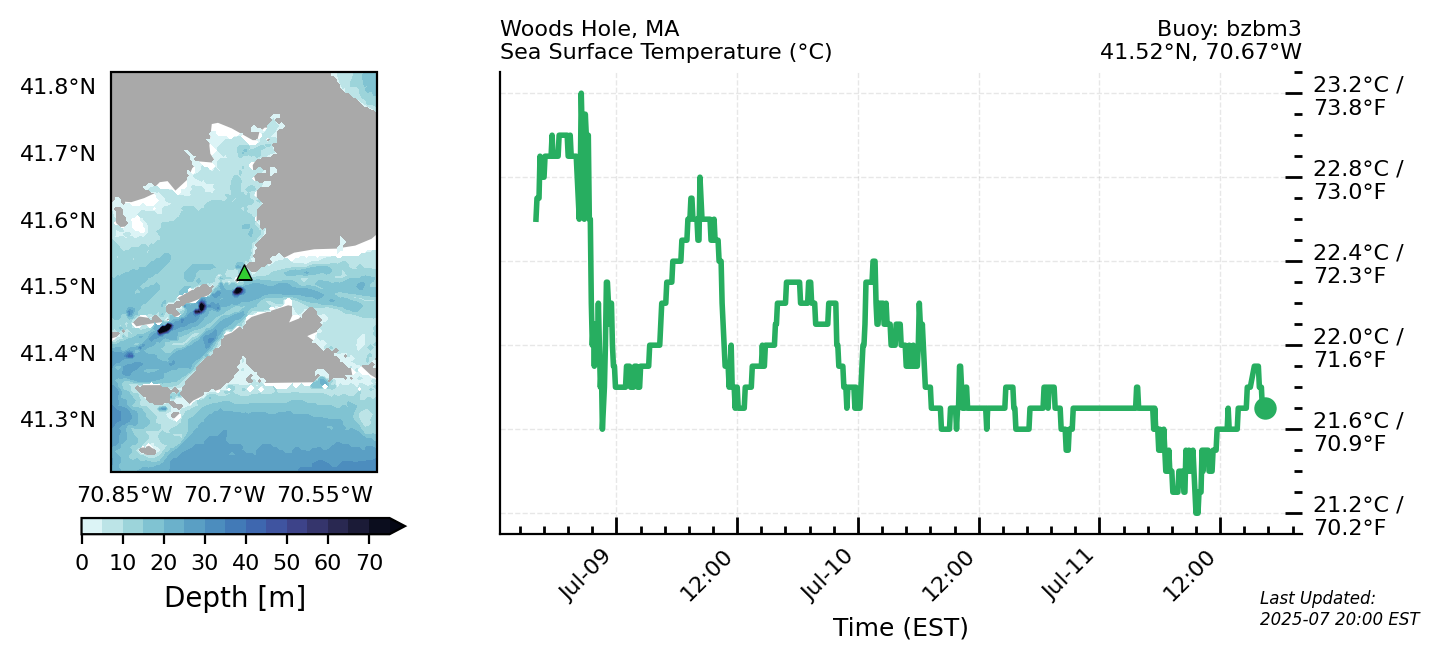 Woods Hole, MA
Sea Surface Temperature (°C)
Buoy: bzbm3
41.52°N, 70.67°W
41.8°N
41.7°N
41.6°N
41.5°N
41.4°N
41.3°N
70.85°W 70.7°W 70.55°W
0 10 20 30 40 50 60 70
Depth [m]
23.2°C /
73.8°F
22.8°C /
73.0°F
22.4°C /
72.3°F
22.0°C /
71.6°F
21.6°C /
70.9°F
21.2°C /
70.2°F
Jul-09 12:00 Jul-10 12:00 Jul-11 12:00
Time (EST)
Last Updated:
2025-07 20:00 EST